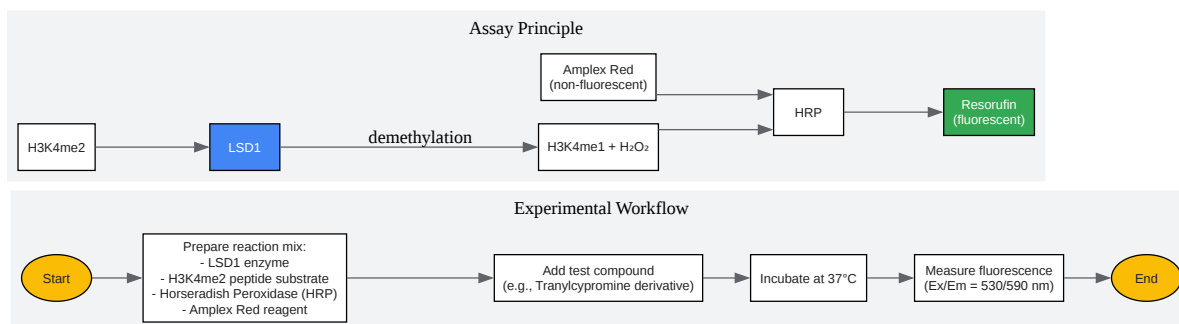 Assay Principle
Amplex Red
(non-fluorescent)
HRP
Resorufin
(fluorescent)
H3K4me2
LSD1
demethylation
H3K4me1 + H₂O₂
Experimental Workflow
Start
Prepare reaction mix:
- LSD1 enzyme
- H3K4me2 peptide substrate
- Horseradish Peroxidase (HRP)
- Amplex Red reagent
Add test compound
(e.g., Tranylcypromine derivative)
Incubate at 37°C
Measure fluorescence
(Ex/Em = 530/590 nm)
End